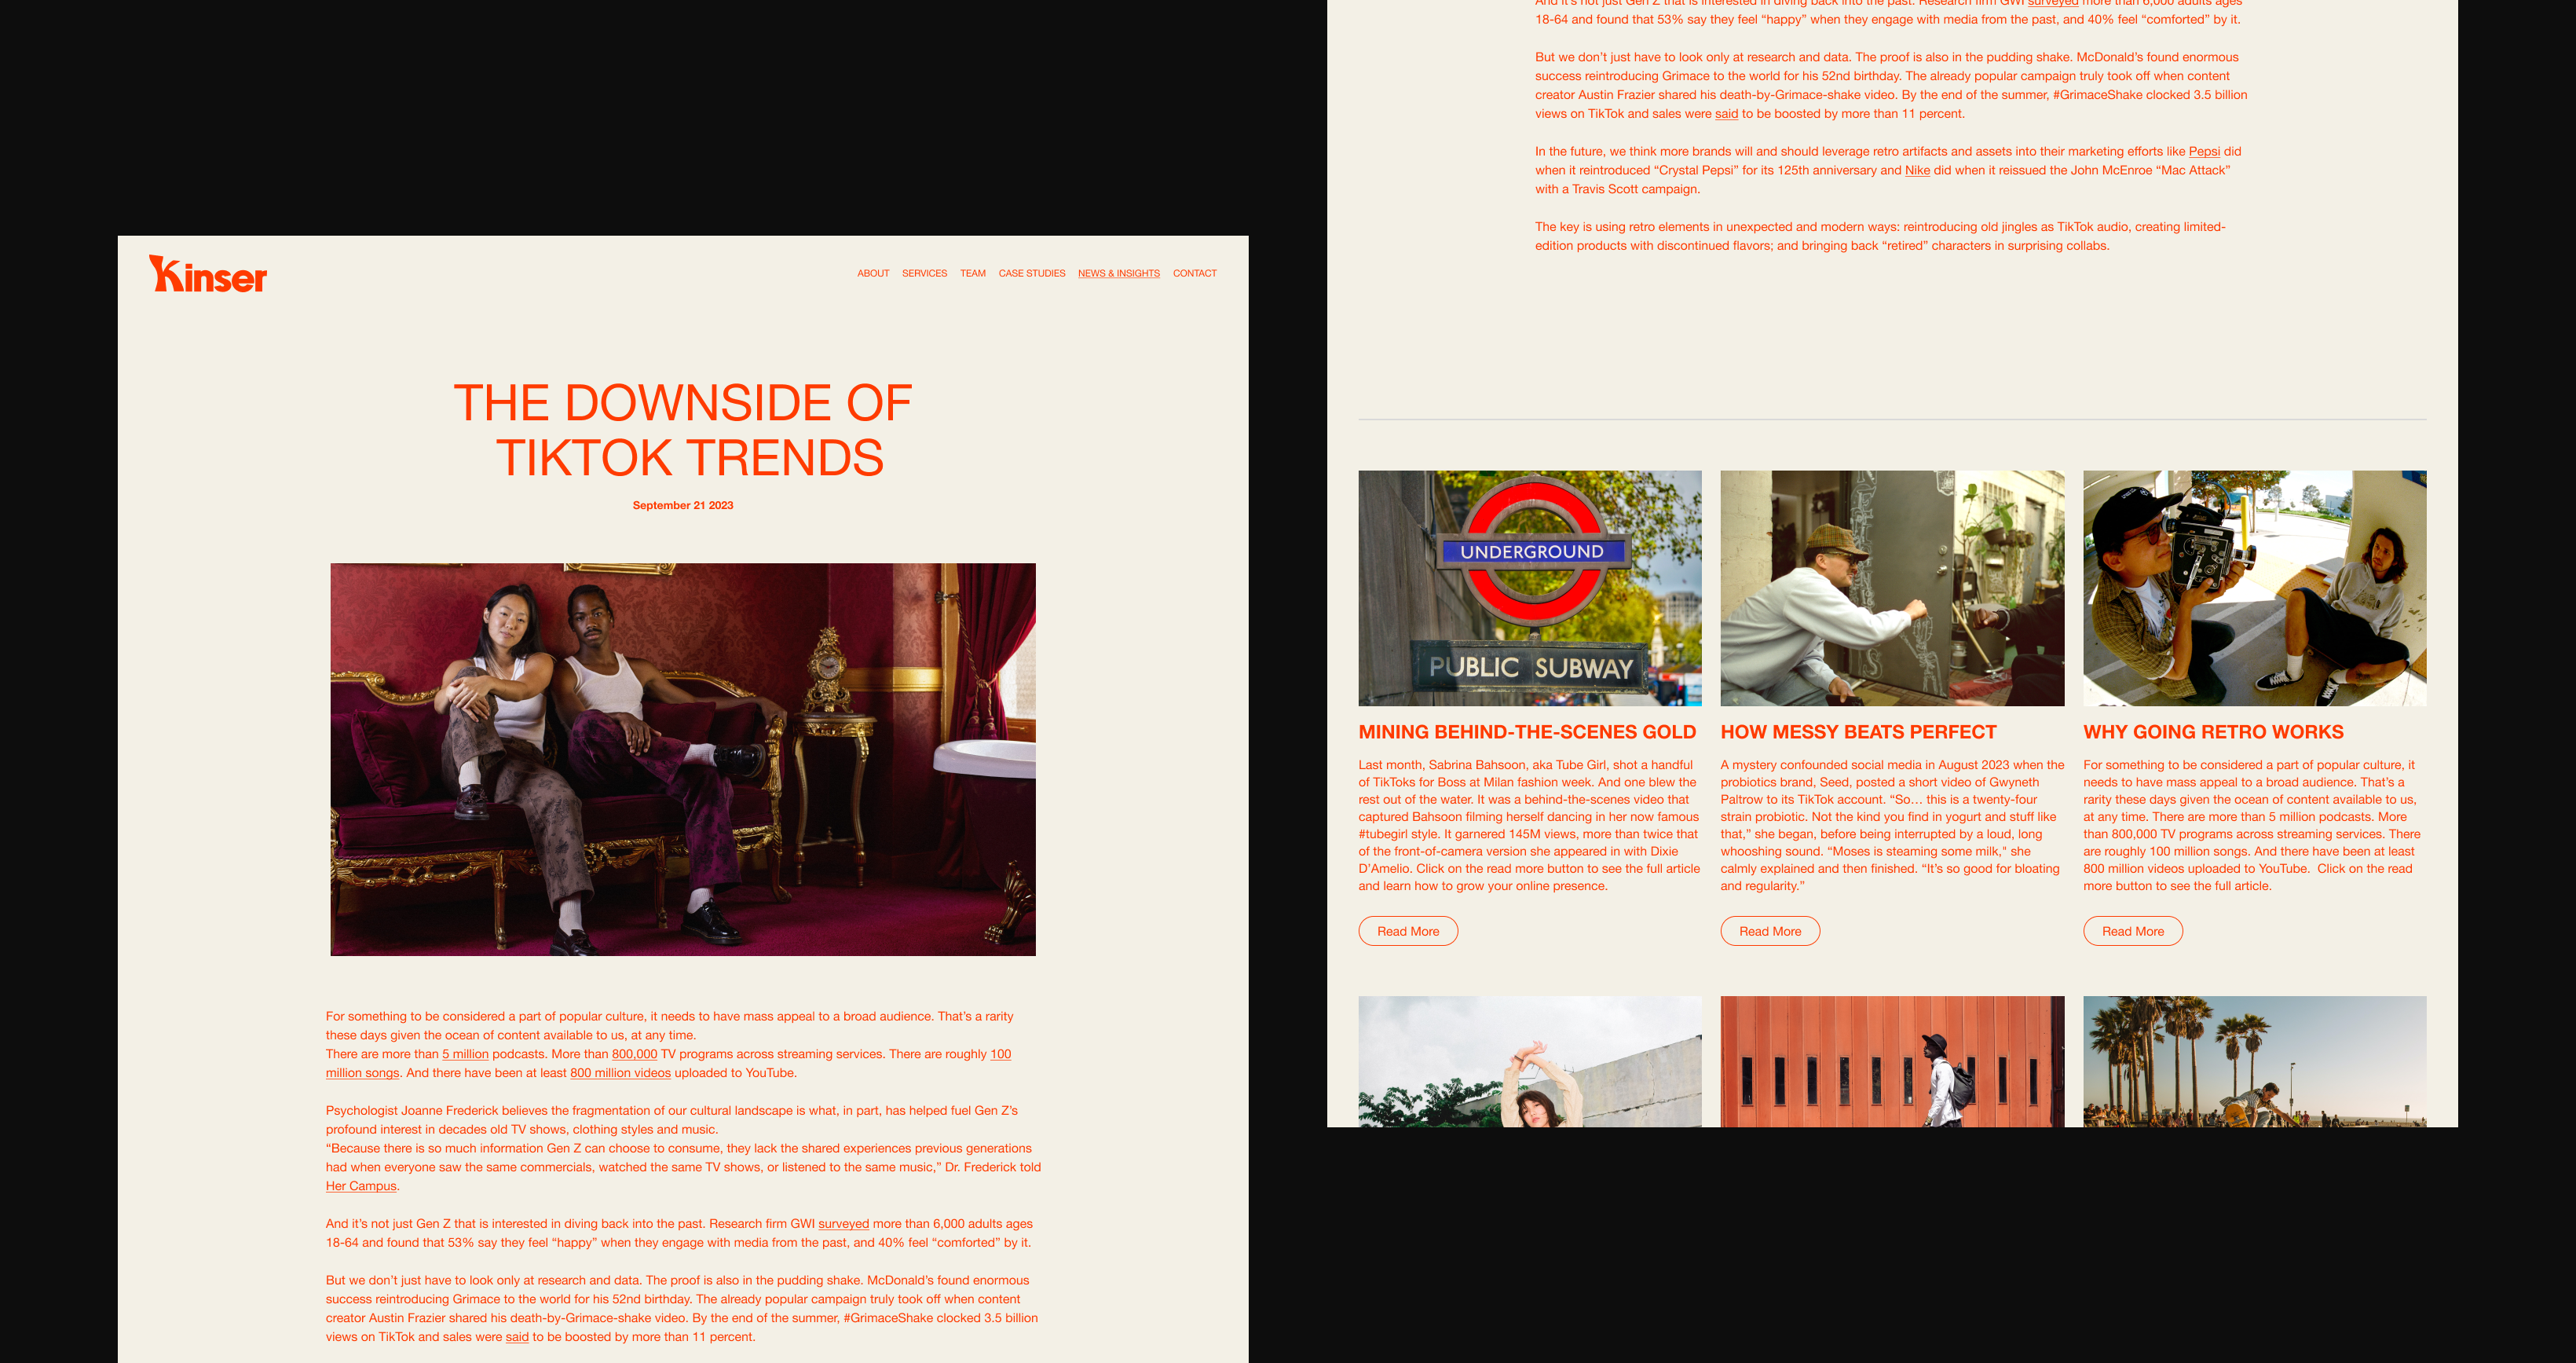 Kinser
ABOUT SERVICES TEAM CASE STUDIES NEWS & INSIGHTS CONTACT
THE DOWNSIDE OF
TIKTOK TRENDS
September 21 2023
For something to be considered a part of popular culture, it needs to have mass appeal to a broad audience. That’s a rarity
these days given the ocean of content available to us, at any time.
There are more than 5 million podcasts. More than 800,000 TV programs across streaming services. There are roughly 100
million songs. And there have been at least 800 million videos uploaded to YouTube.
Psychologist Joanne Frederick believes the fragmentation of our cultural landscape is what, in part, has helped fuel Gen Z’s
profound interest in decades old TV shows, clothing styles and music.
“Because there is so much information Gen Z can choose to consume, they lack the shared experiences previous generations
had when everyone saw the same commercials, watched the same TV shows, or listened to the same music,” Dr. Frederick told
Her Campus.
And it’s not just Gen Z that is interested in diving back into the past. Research firm GWI surveyed more than 6,000 adults ages
18-64 and found that 53% say they feel “happy” when they engage with media from the past, and 40% feel “comforted” by it.
But we don’t just have to look only at research and data. The proof is also in the pudding shake. McDonald’s found enormous
success reintroducing Grimace to the world for his 52nd birthday. The already popular campaign truly took off when content
creator Austin Frazier shared his death-by-Grimace-shake video. By the end of the summer, #GrimaceShake clocked 3.5 billion
views on TikTok and sales were said to be boosted by more than 11 percent.
And it’s not just Gen Z that is interested in diving back into the past. Research firm GWI surveyed more than 6,000 adults ages
18-64 and found that 53% say they feel “happy” when they engage with media from the past, and 40% feel “comforted” by it.
But we don’t just have to look only at research and data. The proof is also in the pudding shake. McDonald’s found enormous
success reintroducing Grimace to the world for his 52nd birthday. The already popular campaign truly took off when content
creator Austin Frazier shared his death-by-Grimace-shake video. By the end of the summer, #GrimaceShake clocked 3.5 billion
views on TikTok and sales were said to be boosted by more than 11 percent.
In the future, we think more brands will and should leverage retro artifacts and assets into their marketing efforts like Pepsi did
when it reintroduced “Crystal Pepsi” for its 125th anniversary and Nike did when it reissued the John McEnroe “Mac Attack”
with a Travis Scott campaign.
The key is using retro elements in unexpected and modern ways: reintroducing old jingles as TikTok audio, creating limited-
edition products with discontinued flavors; and bringing back “retired” characters in surprising collabs.
UNDERGROUND
PUBLIC SUBWAY
MINING BEHIND-THE-SCENES GOLD
Last month, Sabrina Bahsoon, aka Tube Girl, shot a handful
of TikToks for Boss at Milan fashion week. And one blew the
rest out of the water. It was a behind-the-scenes video that
captured Bahsoon filming herself dancing in her now famous
#tubegirl style. It garnered 145M views, more than twice that
of the front-of-camera version she appeared in with Dixie
D’Amelio. Click on the read more button to see the full article
and learn how to grow your online presence.
Read More
HOW MESSY BEATS PERFECT
A mystery confounded social media in August 2023 when the
probiotics brand, Seed, posted a short video of Gwyneth
Paltrow to its TikTok account. “So… this is a twenty-four
strain probiotic. Not the kind you find in yogurt and stuff like
that,” she began, before being interrupted by a loud, long
whooshing sound. “Moses is steaming some milk," she
calmly explained and then finished. “It’s so good for bloating
and regularity.”
Read More
WHY GOING RETRO WORKS
For something to be considered a part of popular culture, it
needs to have mass appeal to a broad audience. That’s a
rarity these days given the ocean of content available to us,
at any time. There are more than 5 million podcasts. More
than 800,000 TV programs across streaming services. There
are roughly 100 million songs. And there have been at least
800 million videos uploaded to YouTube.  Click on the read
more button to see the full article.
Read More